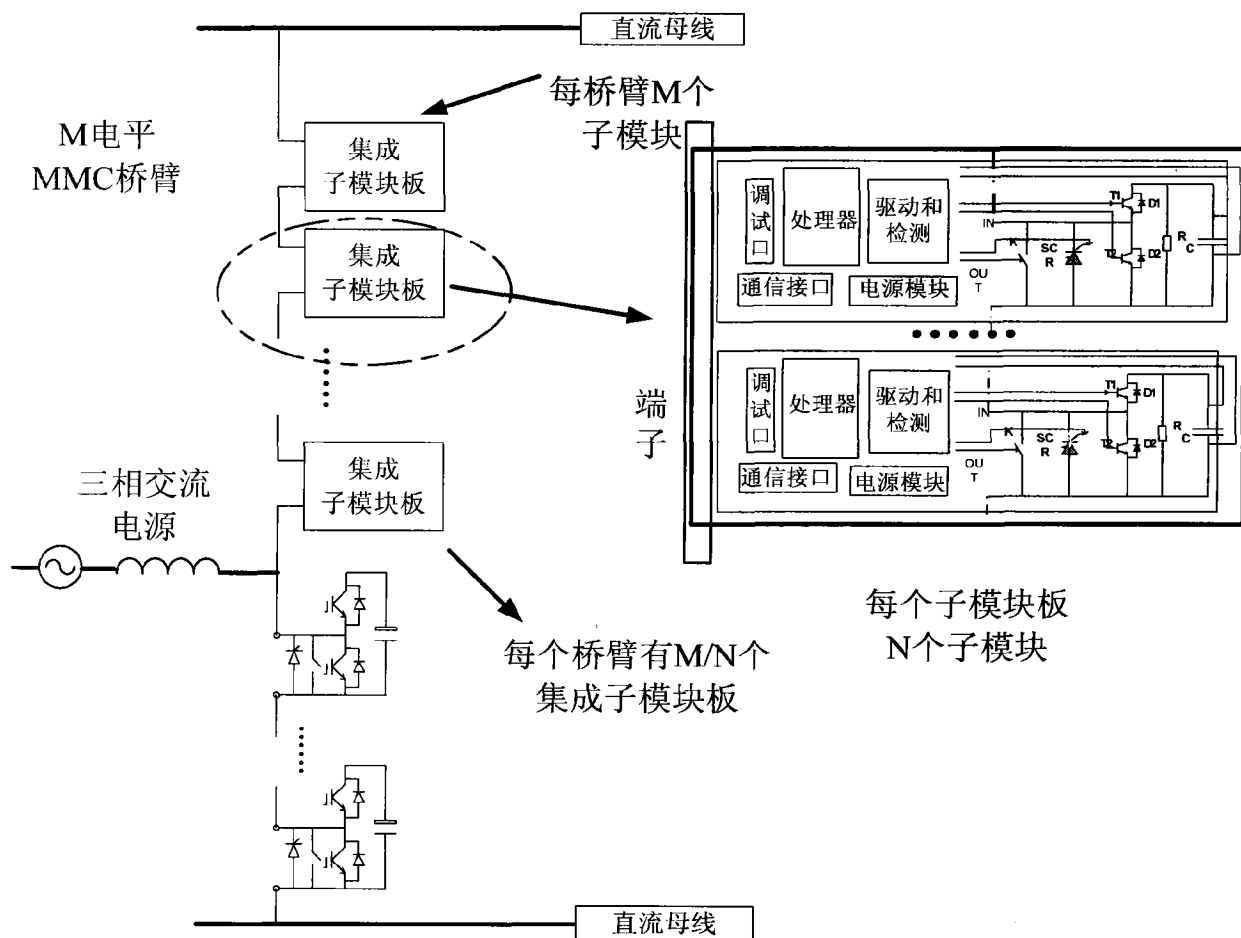 直流母线
每桥臂M个
子模块
M电平
MMC桥臂
集成
子模块板
集成
子模块板
集成
子模块板
三相交流
电源
每个桥臂有M/N个
集成子模块板
直流母线
端子
调试口
处理器
驱动和
检测
通信接口
电源模块
IN
OU
T
K
SC
R
T1
D1
T2
D2
R
C
调试口
处理器
驱动和
检测
通信接口
电源模块
IN
OU
T
K
SC
R
T1
D1
T2
D2
R
C
每个子模块板
N个子模块